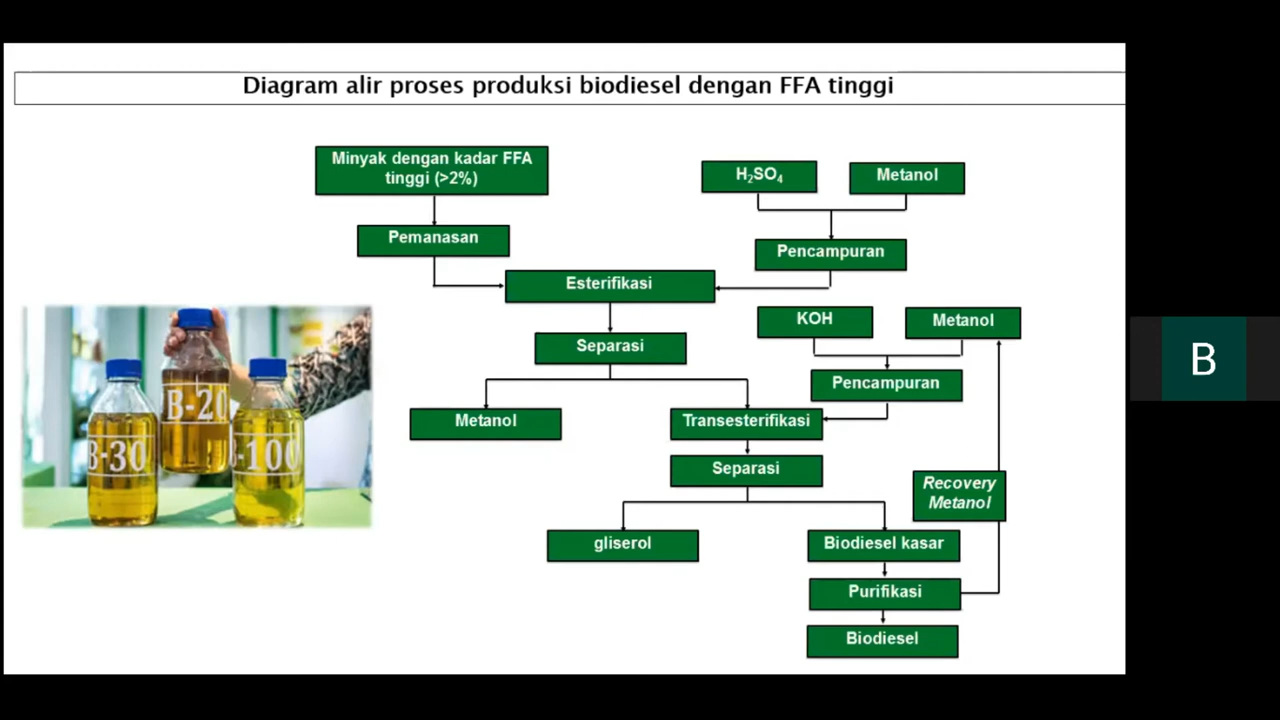 Diagram alir proses produksi biodiesel dengan FFA tinggi
Minyak dengan kadar FFA
tinggi (>2%)
H₂SO₄
Metanol
Pemanasan
Pencampuran
Esterifikasi
KOH
Metanol
Separasi
Pencampuran
Metanol
Transesterifikasi
Separasi
Recovery
Metanol
gliserol
Biodiesel kasar
Purifikasi
Biodiesel
B-30
B-20
B-100
B